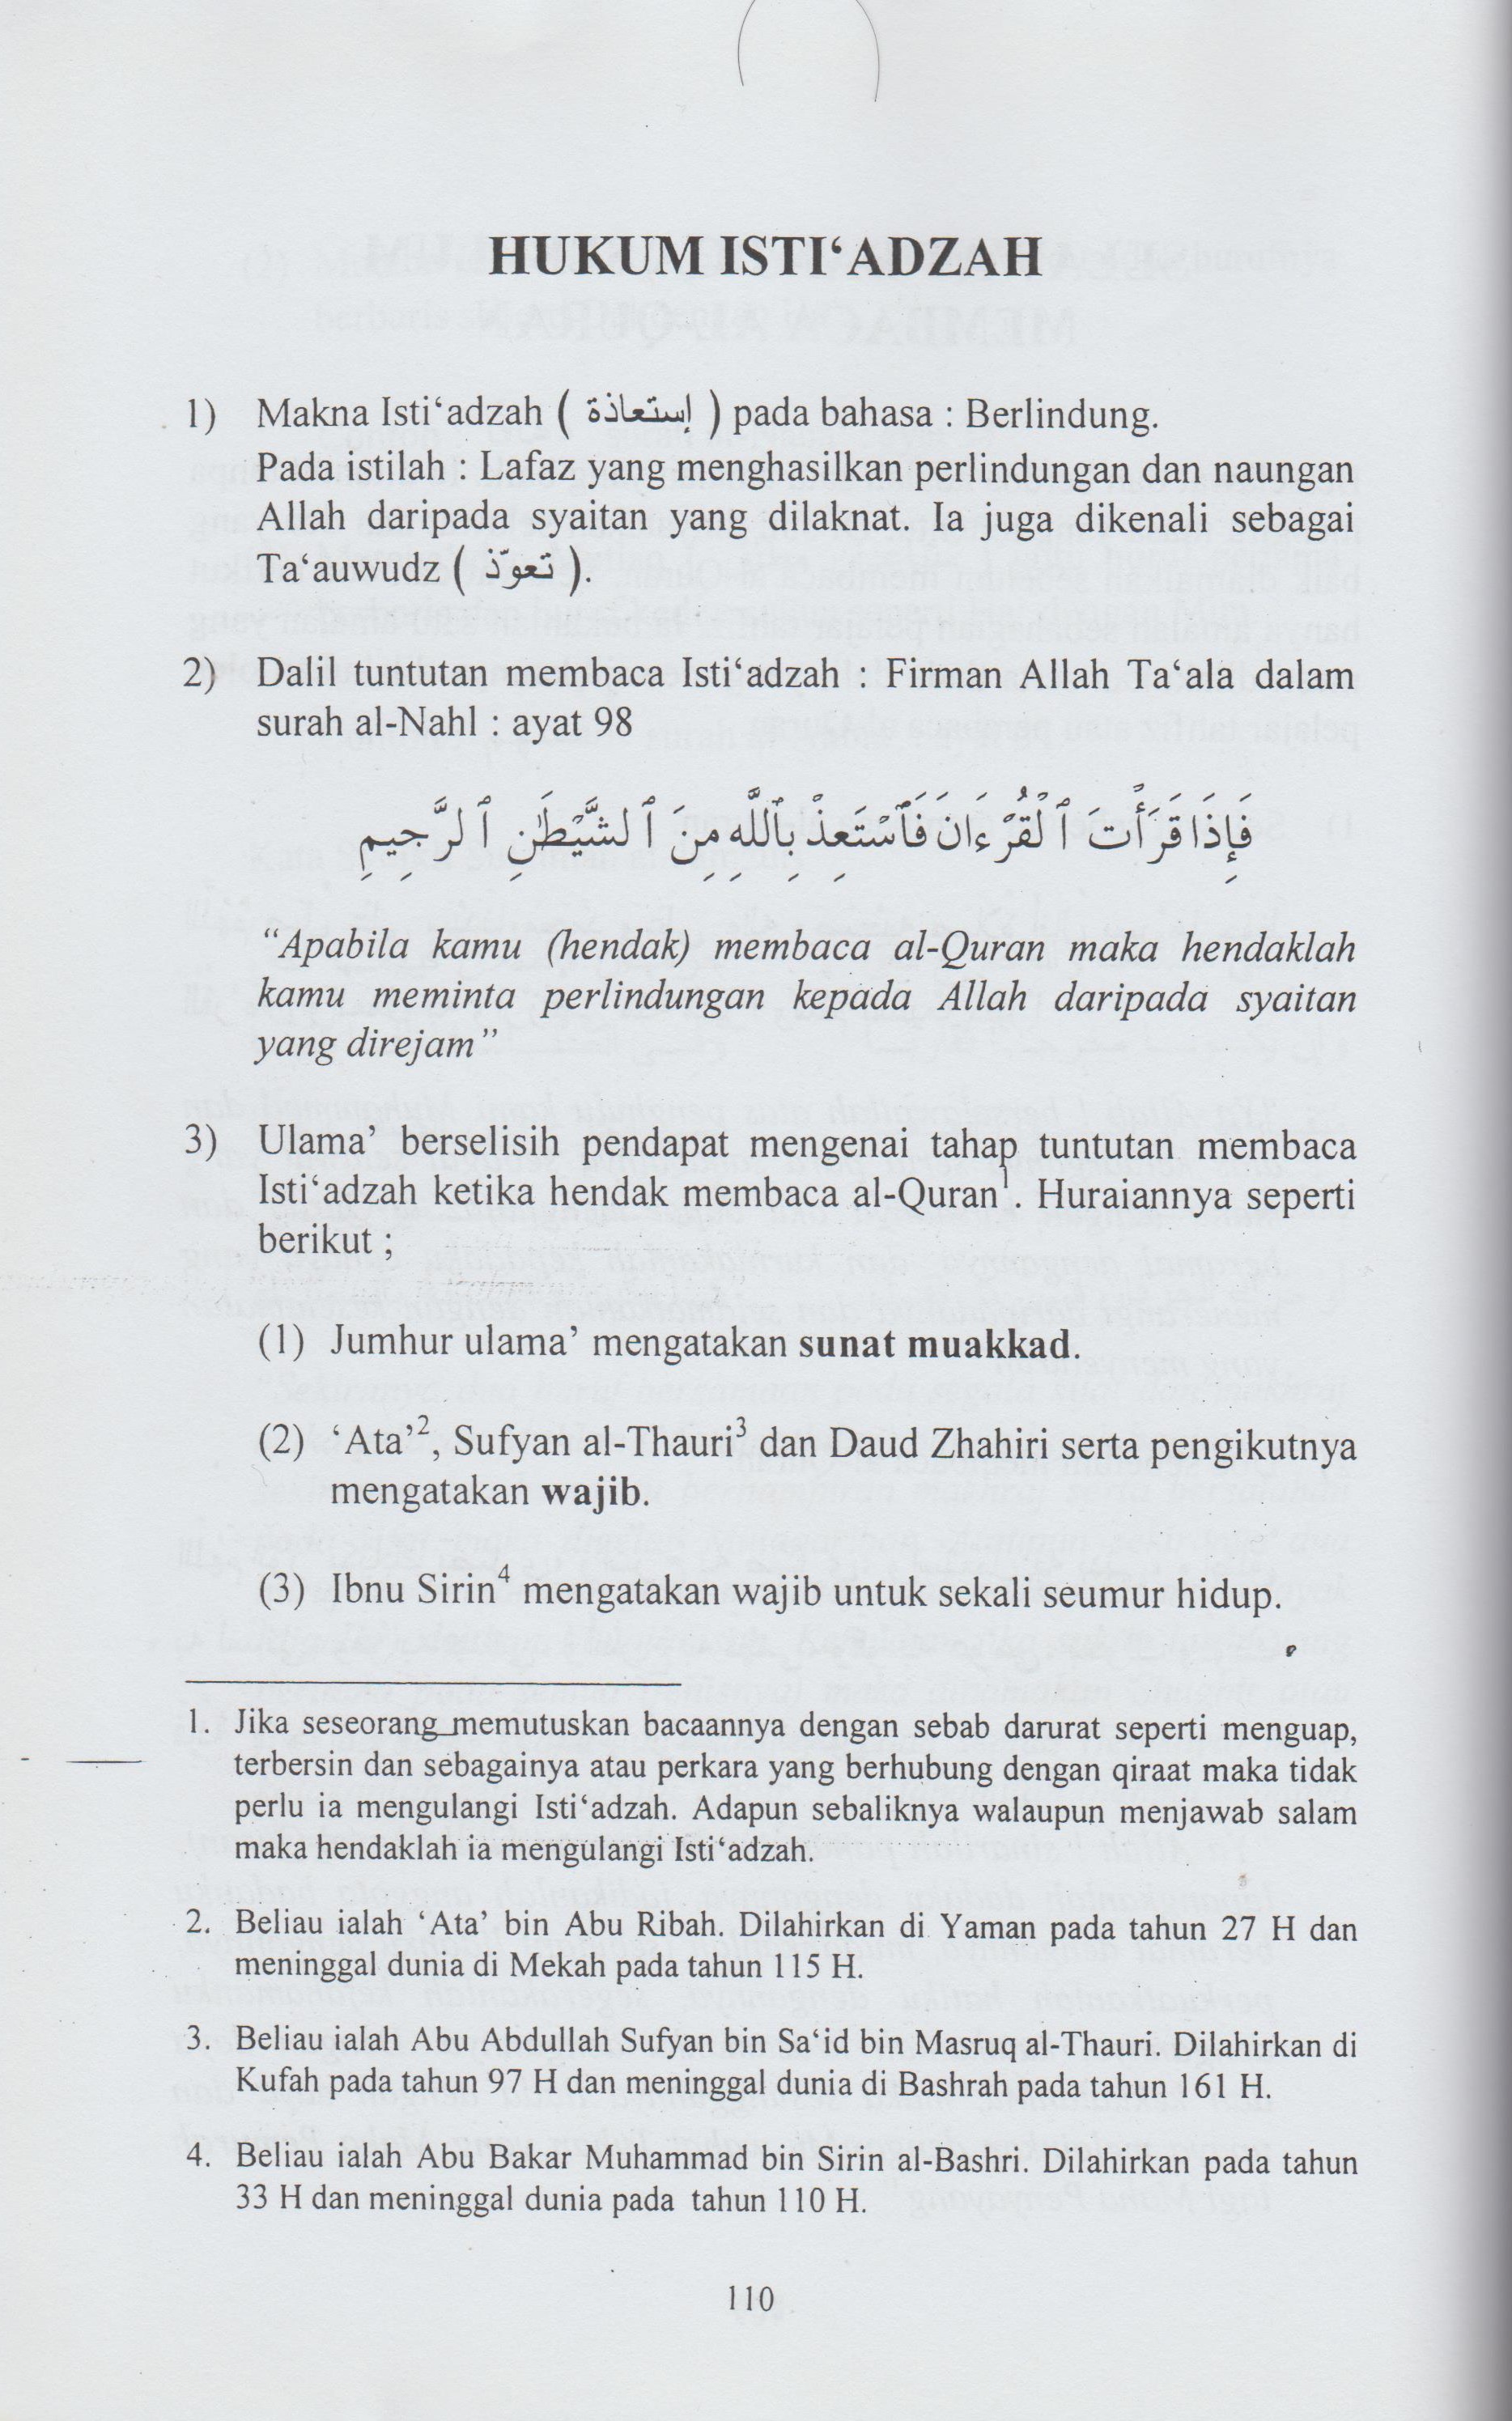 HUKUM ISTI‘ADZAH
1) Makna Isti‘adzah ( إستعاذة ) pada bahasa : Berlindung.
Pada istilah : Lafaz yang menghasilkan perlindungan dan naungan
Allah daripada syaitan yang dilaknat. Ia juga dikenali sebagai
Ta‘auwudz ( تعوّذ ).
2) Dalil tuntutan membaca Isti‘adzah : Firman Allah Ta‘ala dalam
surah al-Nahl : ayat 98
فَإِذَا قَرَأْتَ ٱلْقُرْءَانَ فَٱسْتَعِذْ بِٱللَّهِ مِنَ ٱلشَّيْطَٰنِ ٱلرَّجِيمِ
“Apabila kamu (hendak) membaca al-Quran maka hendaklah
kamu meminta perlindungan kepada Allah daripada syaitan
yang direjam”
3) Ulama’ berselisih pendapat mengenai tahap tuntutan membaca
Isti‘adzah ketika hendak membaca al-Quran¹. Huraiannya seperti
berikut ;
(1) Jumhur ulama’ mengatakan sunat muakkad.
(2) ‘Ata’², Sufyan al-Thauri³ dan Daud Zhahiri serta pengikutnya
mengatakan wajib.
(3) Ibnu Sirin⁴ mengatakan wajib untuk sekali seumur hidup.
1. Jika seseorang memutuskan bacaannya dengan sebab darurat seperti menguap,
terbersin dan sebagainya atau perkara yang berhubung dengan qiraat maka tidak
perlu ia mengulangi Isti‘adzah. Adapun sebaliknya walaupun menjawab salam
maka hendaklah ia mengulangi Isti‘adzah.
2. Beliau ialah ‘Ata’ bin Abu Ribah. Dilahirkan di Yaman pada tahun 27 H dan
meninggal dunia di Mekah pada tahun 115 H.
3. Beliau ialah Abu Abdullah Sufyan bin Sa‘id bin Masruq al-Thauri. Dilahirkan di
Kufah pada tahun 97 H dan meninggal dunia di Bashrah pada tahun 161 H.
4. Beliau ialah Abu Bakar Muhammad bin Sirin al-Bashri. Dilahirkan pada tahun
33 H dan meninggal dunia pada tahun 110 H.
110